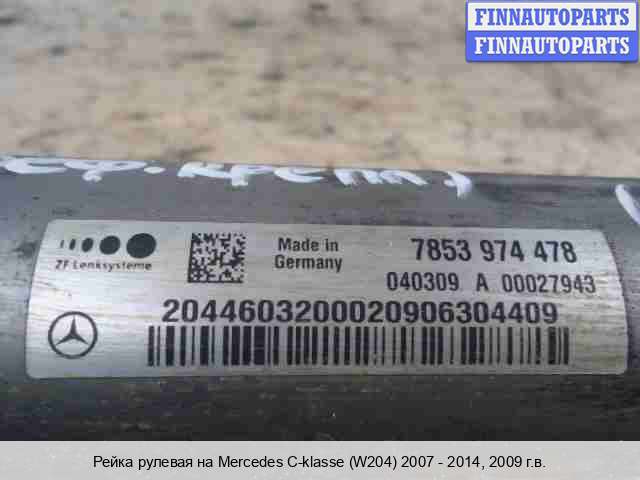 FINNAUTOPARTS
FINNAUTOPARTS
ZF Lenksysteme
Made in
Germany
7853 974 478
040309 A 00027943
2044603200020906304409
Рейка рулевая на Mercedes C-klasse (W204) 2007 - 2014, 2009 г.в.